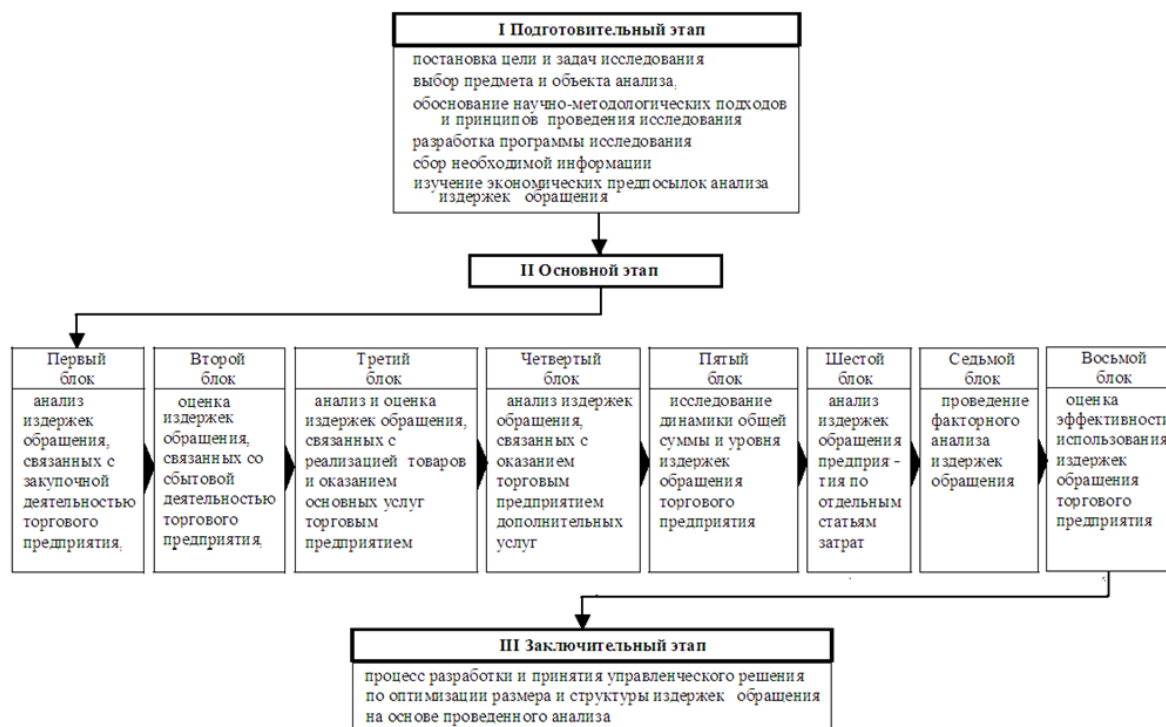 I Подготовительный этап
постановка цели и задач исследования
выбор предмета и объекта анализа,
обоснование научно-методологических подходов
и принципов проведения исследования
разработка программы исследования
сбор необходимой информации
изучение экономических предпосылок анализа
издержек обращения
II Основной этап
Первый
блок
анализ
издержек
обращения,
связанных с
закупочной
деятельностью
торгового
предприятия,
Второй
блок
оценка
издержек
обращения,
связанных со
сбытовой
деятельностью
торгового
предприятия,
Третий
блок
анализ и оценка
издержек обращения,
связанных с
реализацией товаров
и оказанием
основных услуг
торговым
предприятием
Четвертый
блок
анализ издержек
обращения,
связанных с
оказанием
торговым
предприятием
дополнительных
услуг
Пятый
блок
исследование
динамики общей
суммы и уровня
издержек
обращения
торгового
предприятия
Шестой
блок
анализ
издержек
обращения
предприя -
тия по
отдельным
статьям
затрат
Седьмой
блок
проведение
факторного
анализа
издержек
обращения
Восьмой
блок
оценка
эффективности
использования
издержек
обращения
торгового
предприятия
III Заключительный этап
процесс разработки и принятия управленческого решения
по оптимизации размера и структуры издержек обращения
на основе проведенного анализа